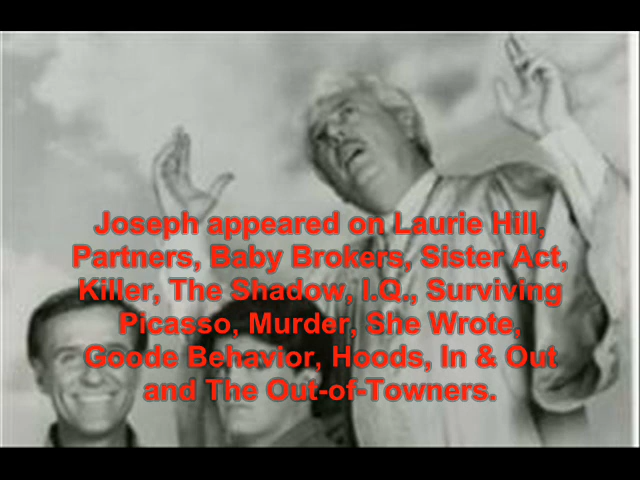 Joseph appeared on Laurie Hill,
Partners, Baby Brokers, Sister Act,
Killer, The Shadow, I.Q., Surviving
Picasso, Murder, She Wrote,
Goode Behavior, Hoods, In & Out
and The Out-of-Towners.